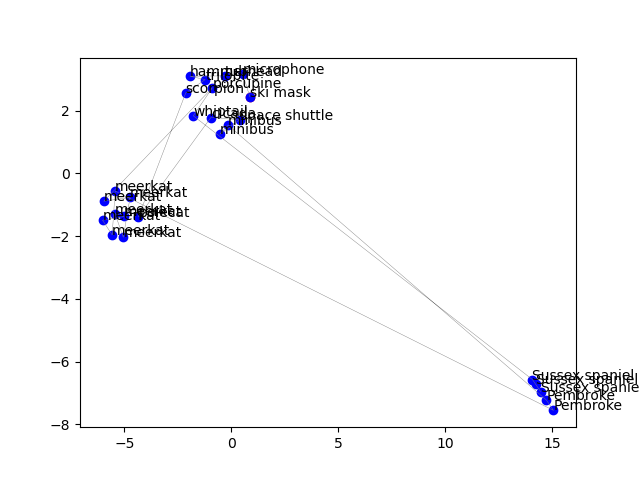 hammerhead
microphone
porcupine
scorpion
ski mask
whiptail
space shuttle
minibus
minibus
meerkat
meerkat
meerkat
meerkat
meerkat
meerkat
meerkat
Sussex spaniel
Sussex spaniel
Sussex spaniel
Pembroke
Pembroke
2
0
−2
−4
−6
−8
−5
0
5
10
15